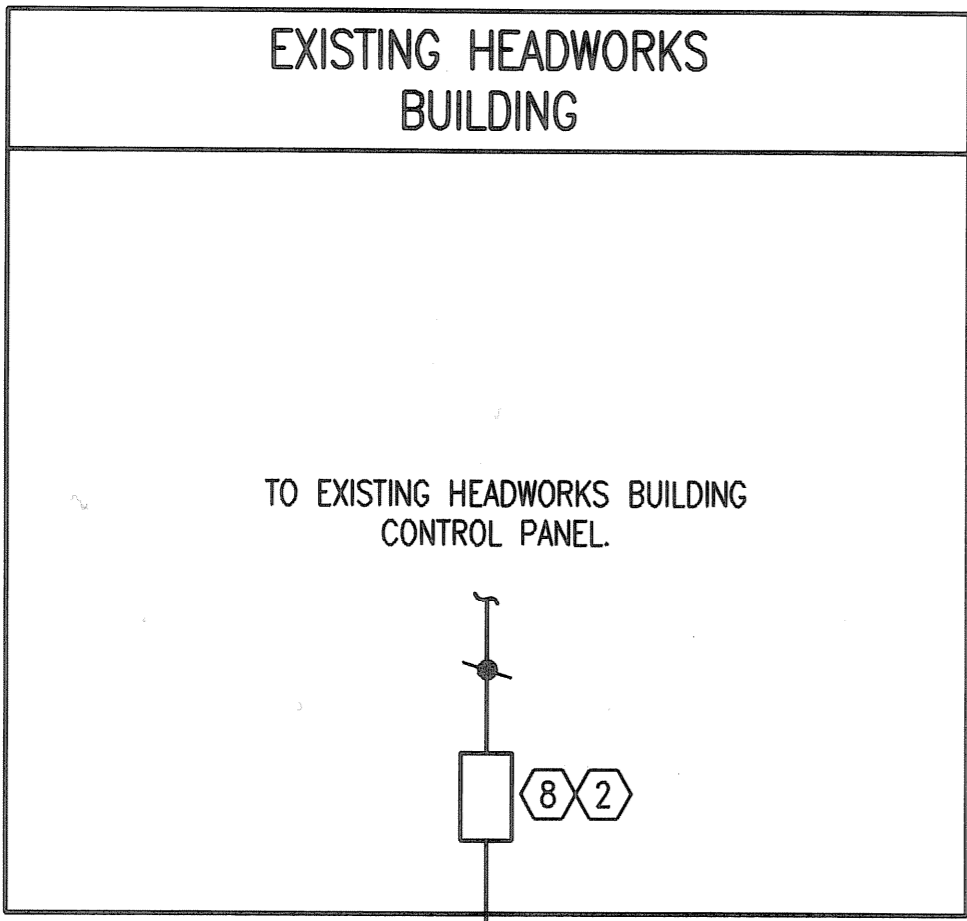 EXISTING HEADWORKS
BUILDING
TO EXISTING HEADWORKS BUILDING
CONTROL PANEL.
8 2